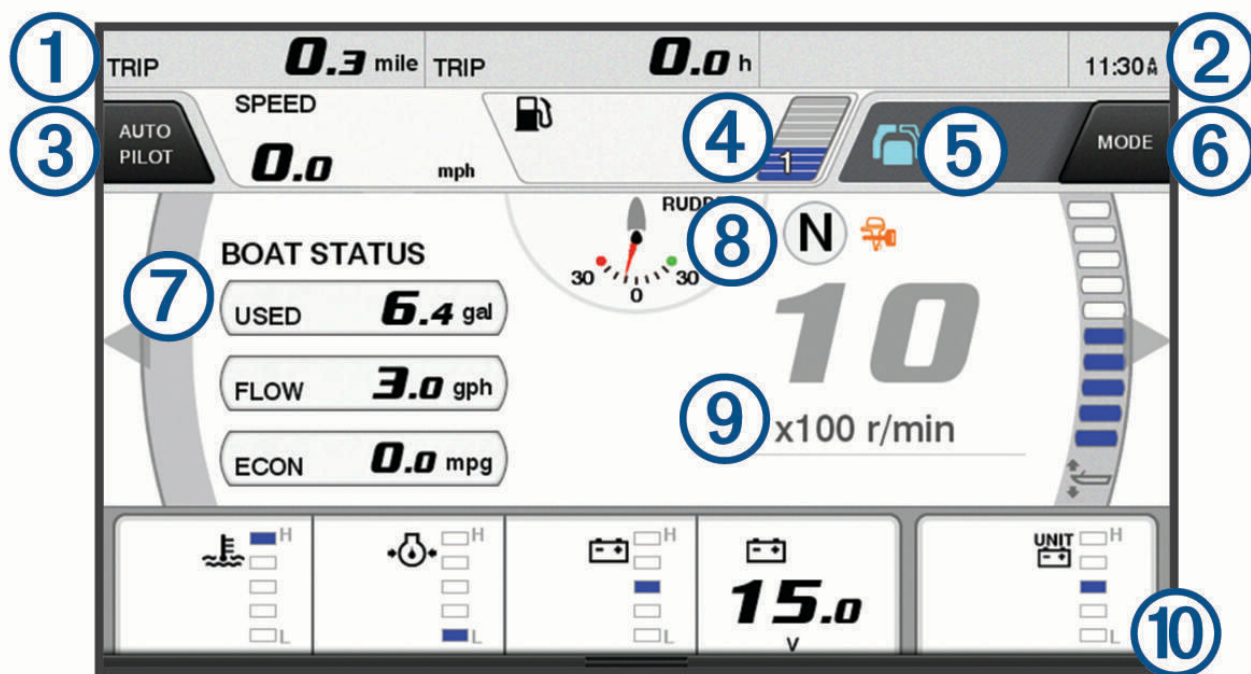 1 TRIP 0.3 mile TRIP 0.0 h 11:30 AM 2
3 AUTO PILOT SPEED 4 1 5 MODE 6
0.0 mph
RUD
7 BOAT STATUS 8 N
USED 6.4 gal 30 0 30 10
FLOW 3.0 gph
9 x100 r/min
ECON 0.0 mpg
H H H UNIT H
15.0
L L L V L 10